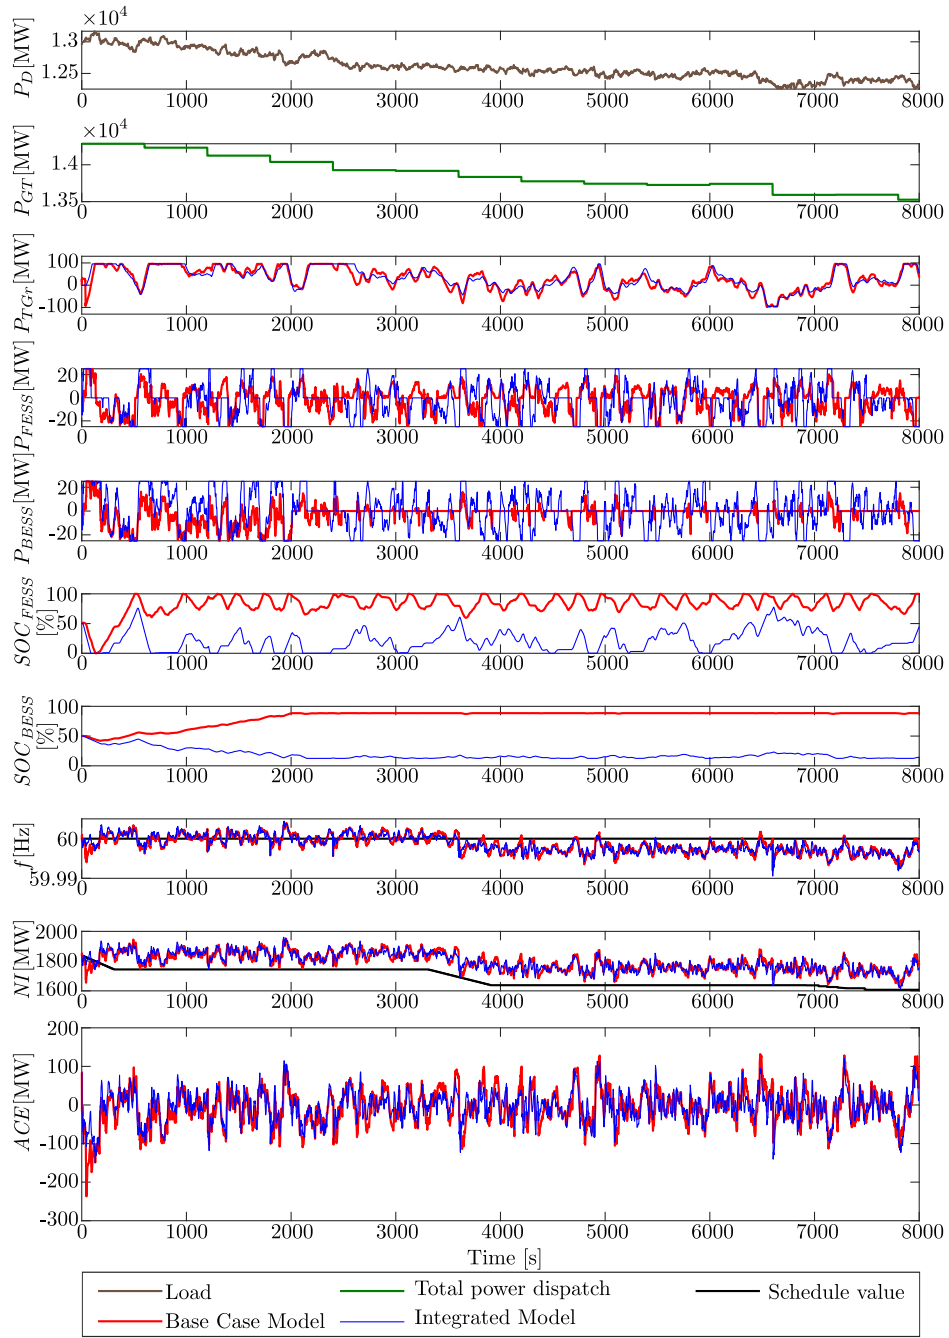 ×10⁴
P_D[MW]
1.3
1.25
0 1000 2000 3000 4000 5000 6000 7000 8000
×10⁴
P_GT[MW]
1.4
1.35
0 1000 2000 3000 4000 5000 6000 7000 8000
P_TGr[MW]
100
0
-100
0 1000 2000 3000 4000 5000 6000 7000 8000
P_FESS[MW]
20
0
-20
0 1000 2000 3000 4000 5000 6000 7000 8000
P_BESS[MW]
20
0
-20
0 1000 2000 3000 4000 5000 6000 7000 8000
SOC_FESS
[%]
100
50
0
0 1000 2000 3000 4000 5000 6000 7000 8000
SOC_BESS
[%]
100
50
0
0 1000 2000 3000 4000 5000 6000 7000 8000
f[Hz]
60
59.99
0 1000 2000 3000 4000 5000 6000 7000 8000
NI[MW]
2000
1800
1600
0 1000 2000 3000 4000 5000 6000 7000 8000
ACE[MW]
200
100
0
-100
-200
-300
0 1000 2000 3000 4000 5000 6000 7000 8000
Time [s]
Load Total power dispatch Schedule value
Base Case Model Integrated Model